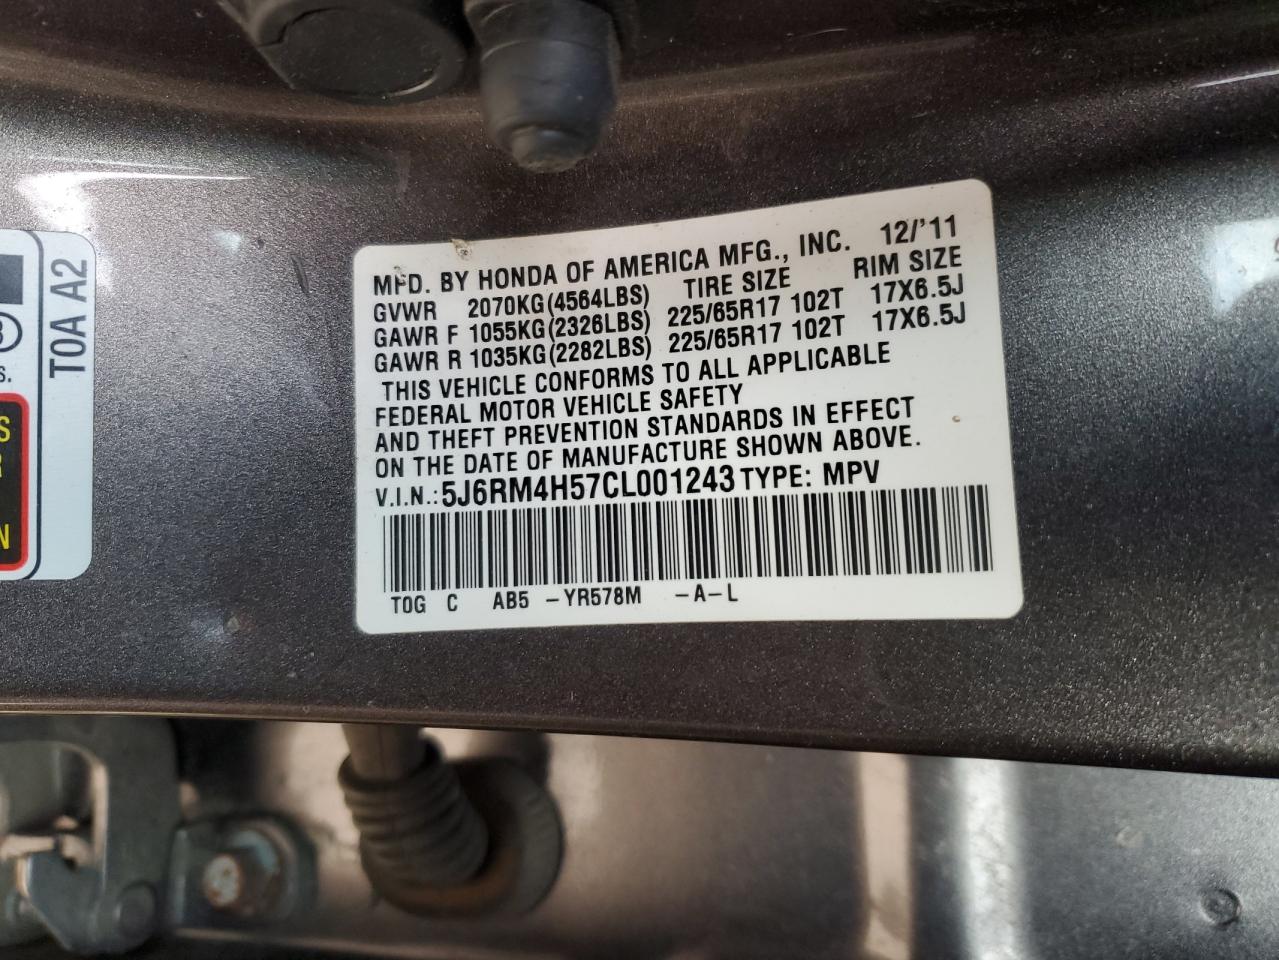 MFD. BY HONDA OF AMERICA MFG., INC. 12/'11
GVWR 2070KG(4564LBS) TIRE SIZE RIM SIZE
GAWR F 1055KG(2326LBS) 225/65R17 102T 17X6.5J
GAWR R 1035KG(2282LBS) 225/65R17 102T 17X6.5J
THIS VEHICLE CONFORMS TO ALL APPLICABLE
FEDERAL MOTOR VEHICLE SAFETY
AND THEFT PREVENTION STANDARDS IN EFFECT
ON THE DATE OF MANUFACTURE SHOWN ABOVE.
V.I.N.: 5J6RM4H57CL001243 TYPE: MPV
T0G C AB5 -YR578M -A-L
T0A A2